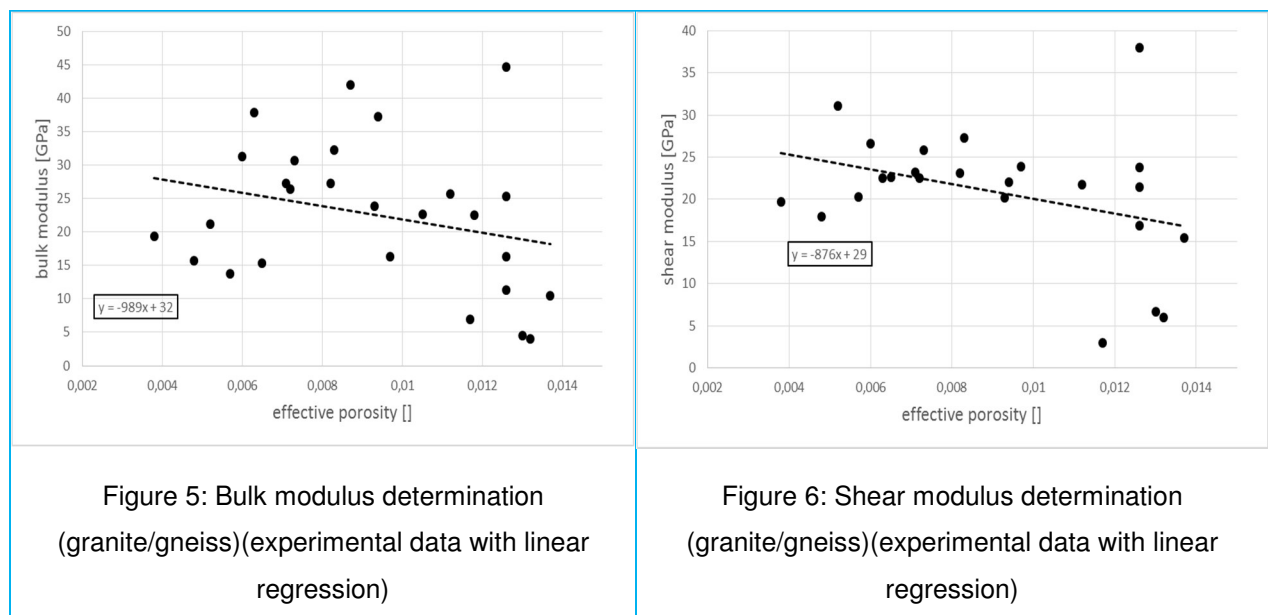 50
45
40
35
30
25
20
15
10
5
0
bulk modulus [GPa]
y = -989x + 32
0,002 0,004 0,006 0,008 0,01 0,012 0,014
effective porosity []
40
35
30
25
20
15
10
5
0
shear modulus [GPa]
y = -876x + 29
0,002 0,004 0,006 0,008 0,01 0,012 0,014
effective porosity []
Figure 5: Bulk modulus determination
(granite/gneiss)(experimental data with linear
regression)
Figure 6: Shear modulus determination
(granite/gneiss)(experimental data with linear
regression)